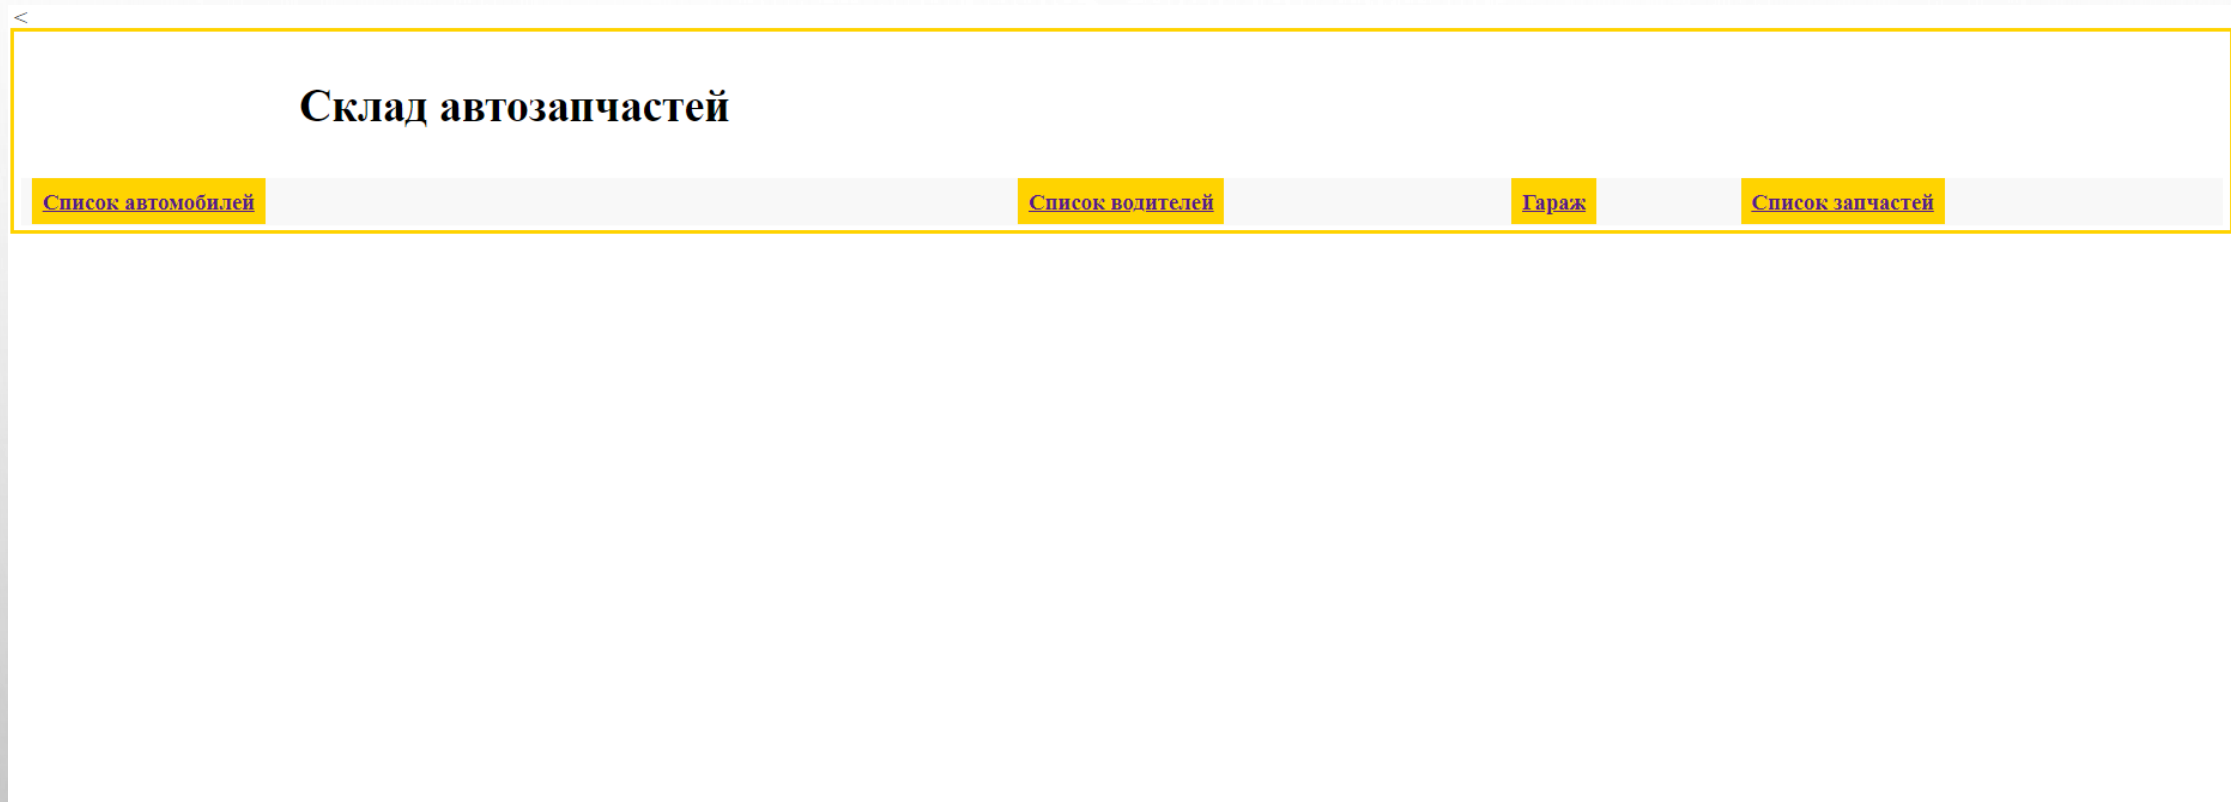 <
Склад автозапчастей
Список автомобилей Список водителей Гараж Список запчастей